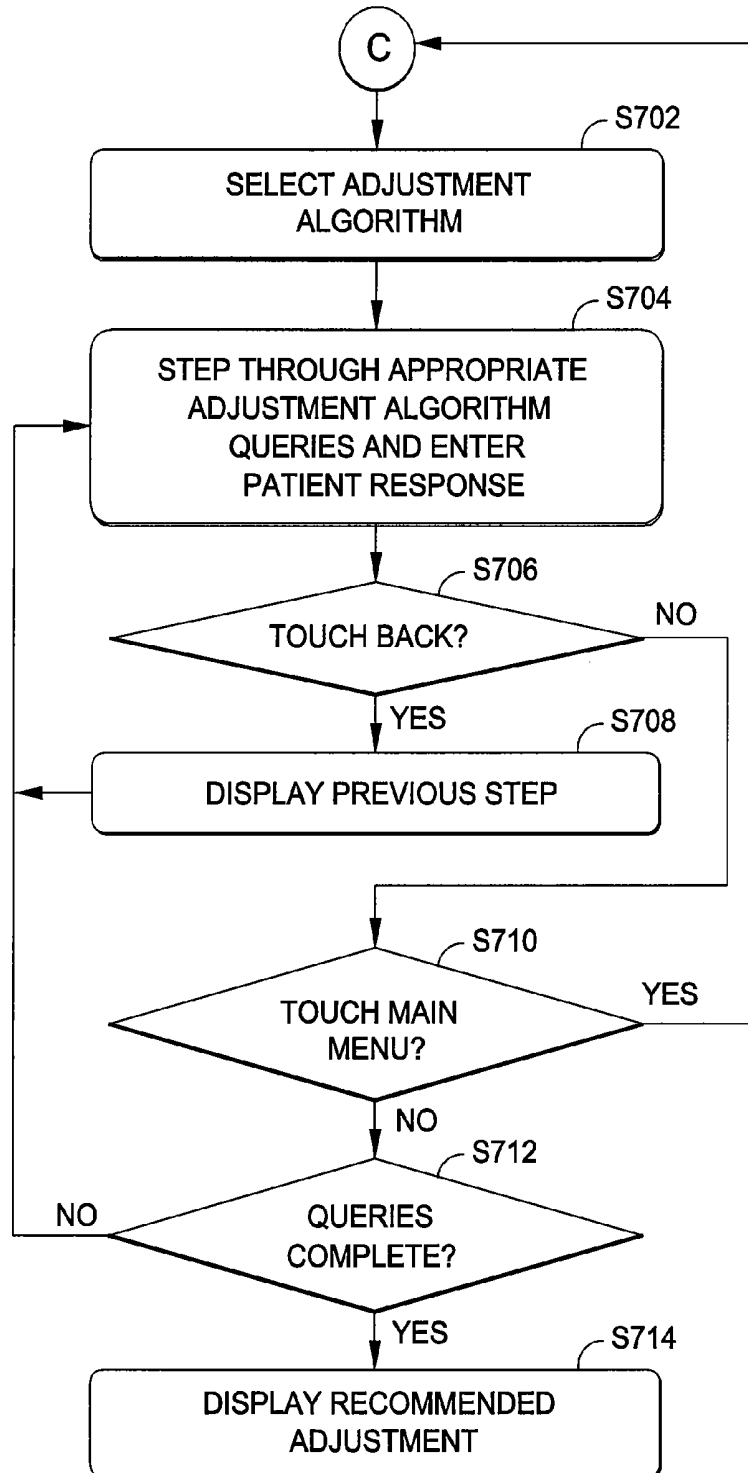 C
S702
SELECT ADJUSTMENT
ALGORITHM
S704
STEP THROUGH APPROPRIATE
ADJUSTMENT ALGORITHM
QUERIES AND ENTER
PATIENT RESPONSE
S706
TOUCH BACK?
NO
YES
S708
DISPLAY PREVIOUS STEP
S710
TOUCH MAIN
MENU?
YES
NO
S712
QUERIES
COMPLETE?
NO
YES
S714
DISPLAY RECOMMENDED
ADJUSTMENT